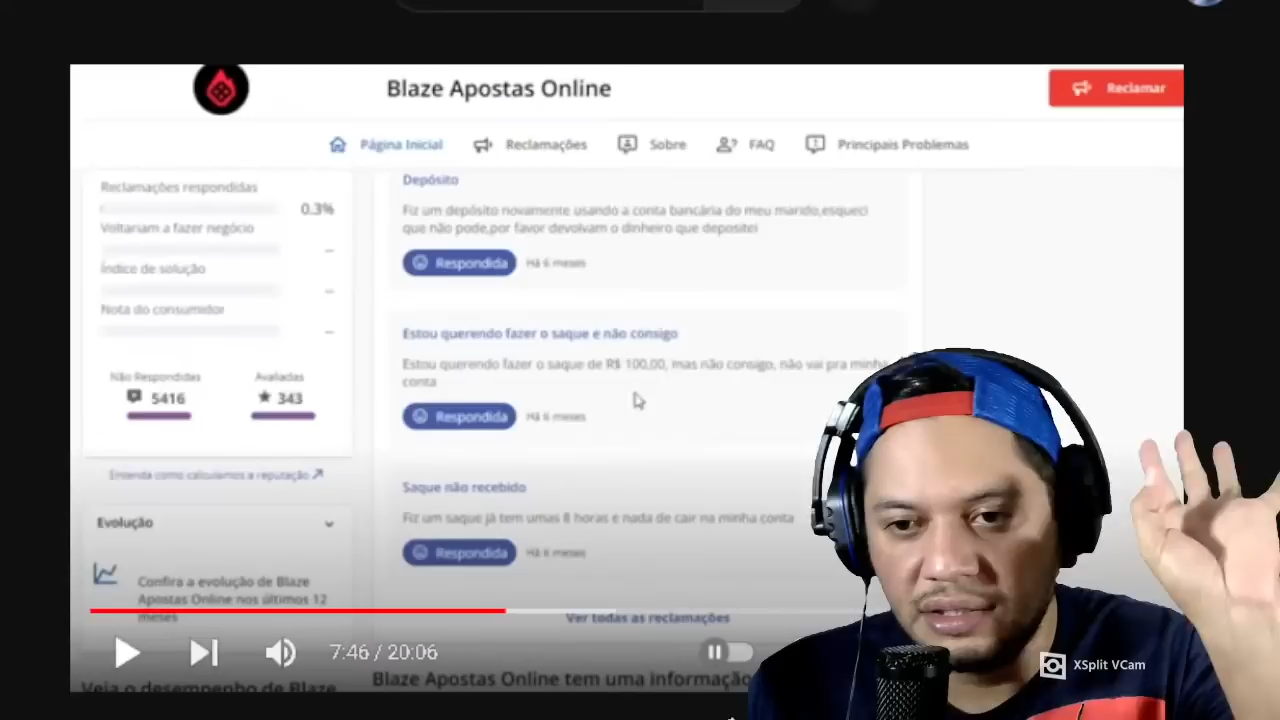 Blaze Apostas Online
Reclamar
Página Inicial
Reclamações
Sobre
FAQ
Principais Problemas
Reclamações respondidas
0.3%
Voltariam a fazer negócio
--
Índice de solução
--
Nota do consumidor
--
Não Respondidas
Avaliadas
5416
343
Entenda como calculamos a reputação
Evolução
Confira a evolução de Blaze
Apostas Online nos últimos 12
meses
Depósito
Fiz um depósito novamente usando a conta bancária do meu marido,esqueci
que não pode,por favor devolvam o dinheiro que depositei
Respondida
Há 6 meses
Estou querendo fazer o saque e não consigo
Estou querendo fazer o saque de R$ 100,00, mas não consigo, não vai pra minha
conta
Respondida
Há 6 meses
Saque não recebido
Fiz um saque já tem umas 8 horas e nada de cair na minha conta
Respondida
Há 6 meses
Ver todas as reclamações
7:46 / 20:06
Veja o desempenho de Blaze
Blaze Apostas Online tem uma informação
XSplit VCam